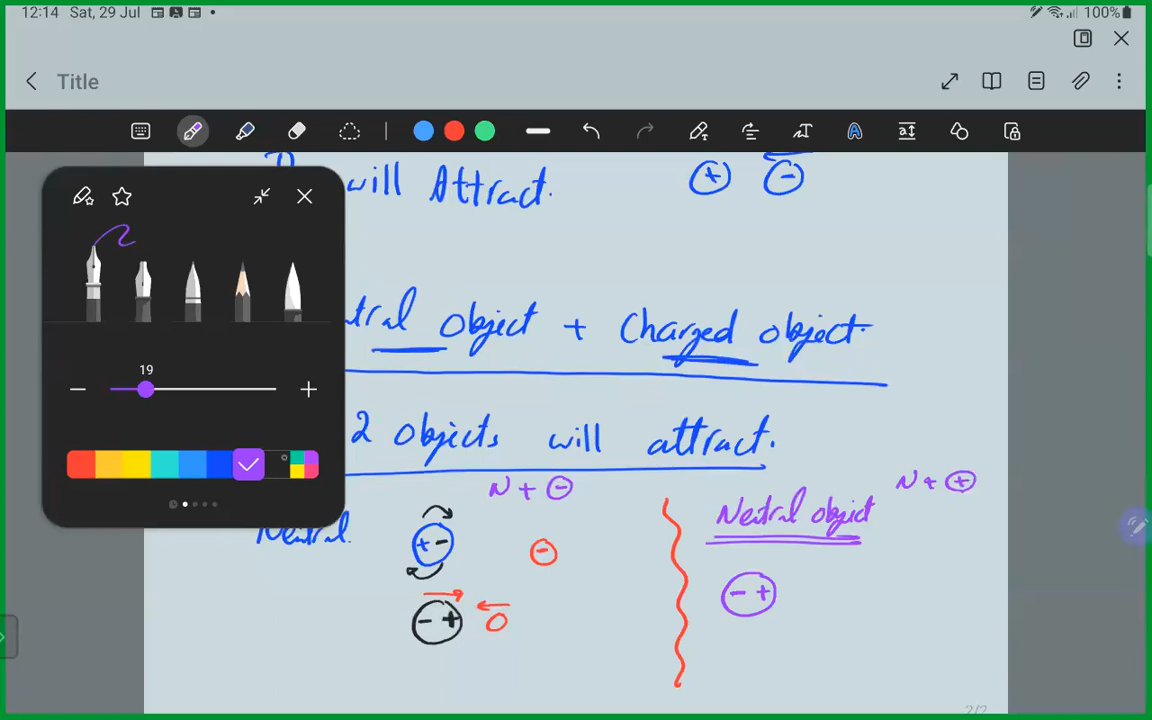 12:14 Sat, 29 Jul 100%
Title
will Attract.
+ -
19
tral object + Charged object.
2 objects will attract.
N + -
N + +
Neutral object
Neutral.
+ -
-
- +
- +
2/2